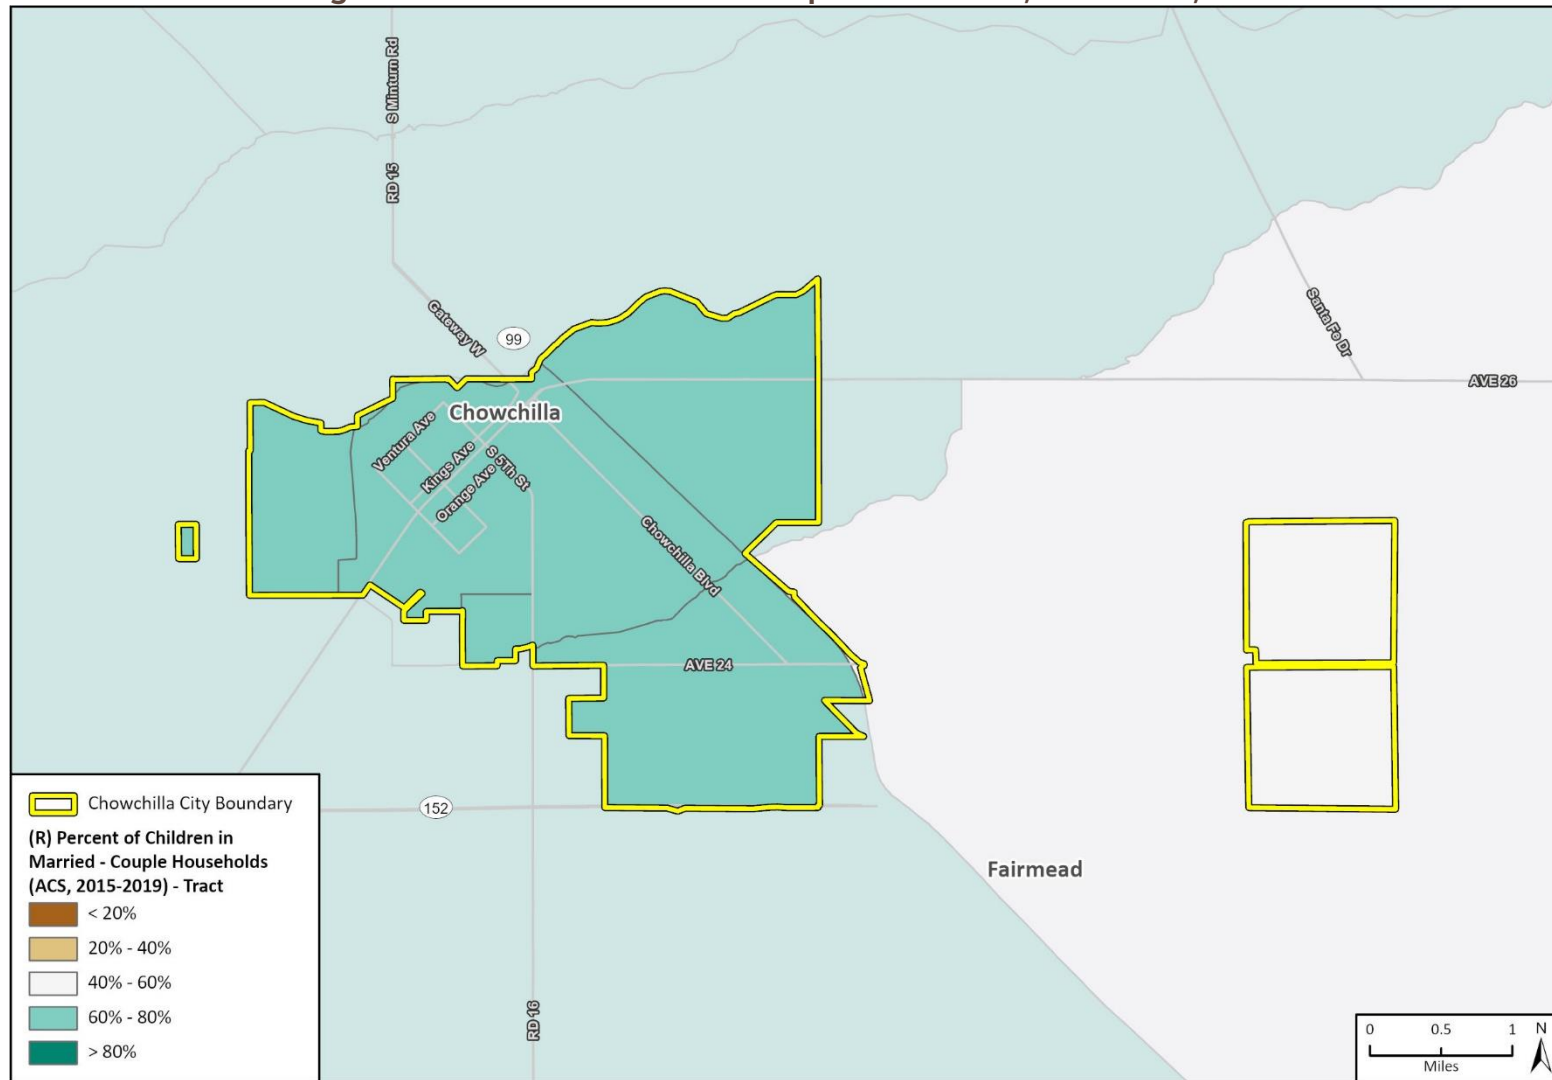 S Minturn Rd
RD 15
Gateway W
99
Santa Fe Dr
AVE 26
Chowchilla
Ventura Ave
Kings Ave
S 5Th St
Orange Ave
Chowchilla Blvd
AVE 24
152
Fairmead
RD 16
Chowchilla City Boundary
(R) Percent of Children in
Married - Couple Households
(ACS, 2015-2019) - Tract
< 20%
20% - 40%
40% - 60%
60% - 80%
> 80%
0 0.5 1 N
Miles